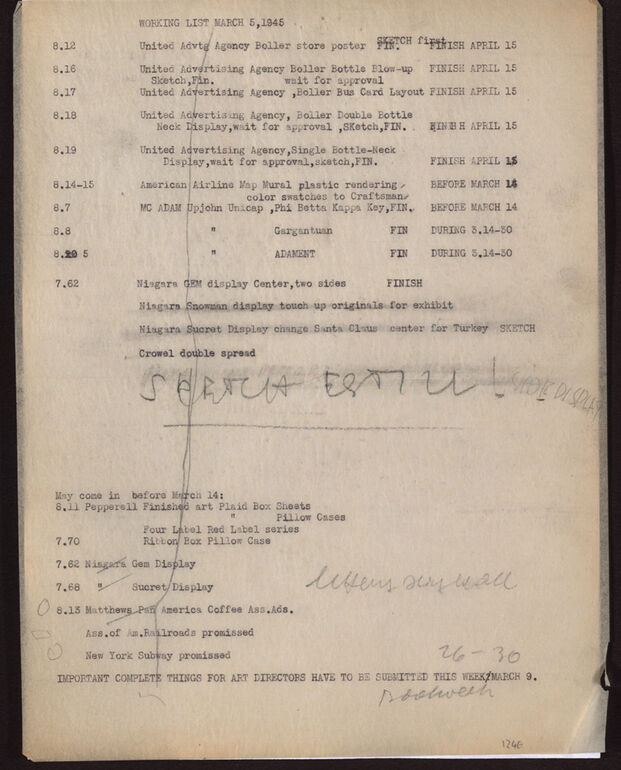 WORKING LIST MARCH 5,1945
SKETCH first
8.12 United Advtg Agency Boller store poster FIN. FINISH APRIL 15
8.16 United Advertising Agency Boller Bottle Blow-up FINISH APRIL 15
Sketch,Fin. wait for approval
8.17 United Advertising Agency ,Boller Bus Card Layout FINISH APRIL 15
8.18 United Advertising Agency, Boller Double Bottle
Neck Display,wait for approval ,SKetch,FIN. FINISH APRIL 15
8.19 United Advertising Agency,Single Bottle-Neck
Display,wait for approval,sketch,FIN. FINISH APRIL 15
8.14-15 American Airline Map Mural plastic rendering BEFORE MARCH 14
color swatches to Craftsman
8.7 MC ADAM Upjohn Unicap ,Phi Betta Kappa Key,FIN. BEFORE MARCH 14
8.8 " Gargantuan FIN DURING 3.14-30
8. 5 " ADAMENT FIN DURING 3.14-30
7.62 Niagara GEM display Center,two sides FINISH
Niagara Snowman display touch up originals for exhibit
Niagara Sucret Display change Santa Claus center for Turkey SKETCH
Crowel double spread
DISPLAY
May come in before March 14:
8.11 Pepperell Finished art Plaid Box Sheets
" Pillow Cases
Four Label Red Label series
7.70 Ribbon Box Pillow Case
7.62 Niagara Gem Display
7.68 " Sucret Display
8.13 Matthews Pan America Coffee Ass.Ads.
Ass.of Am.Railroads promissed
New York Subway promissed
26-30
IMPORTANT COMPLETE THINGS FOR ART DIRECTORS HAVE TO BE SUBMITTED THIS WEEK/MARCH 9.